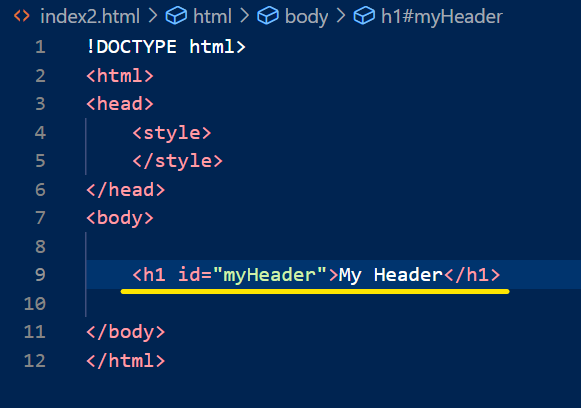 index2.html > html > body > h1#myHeader
1 !DOCTYPE html>
2 <html>
3 <head>
4 <style>
5 </style>
6 </head>
7 <body>
8
9 <h1 id="myHeader">My Header</h1>
10
11 </body>
12 </html>